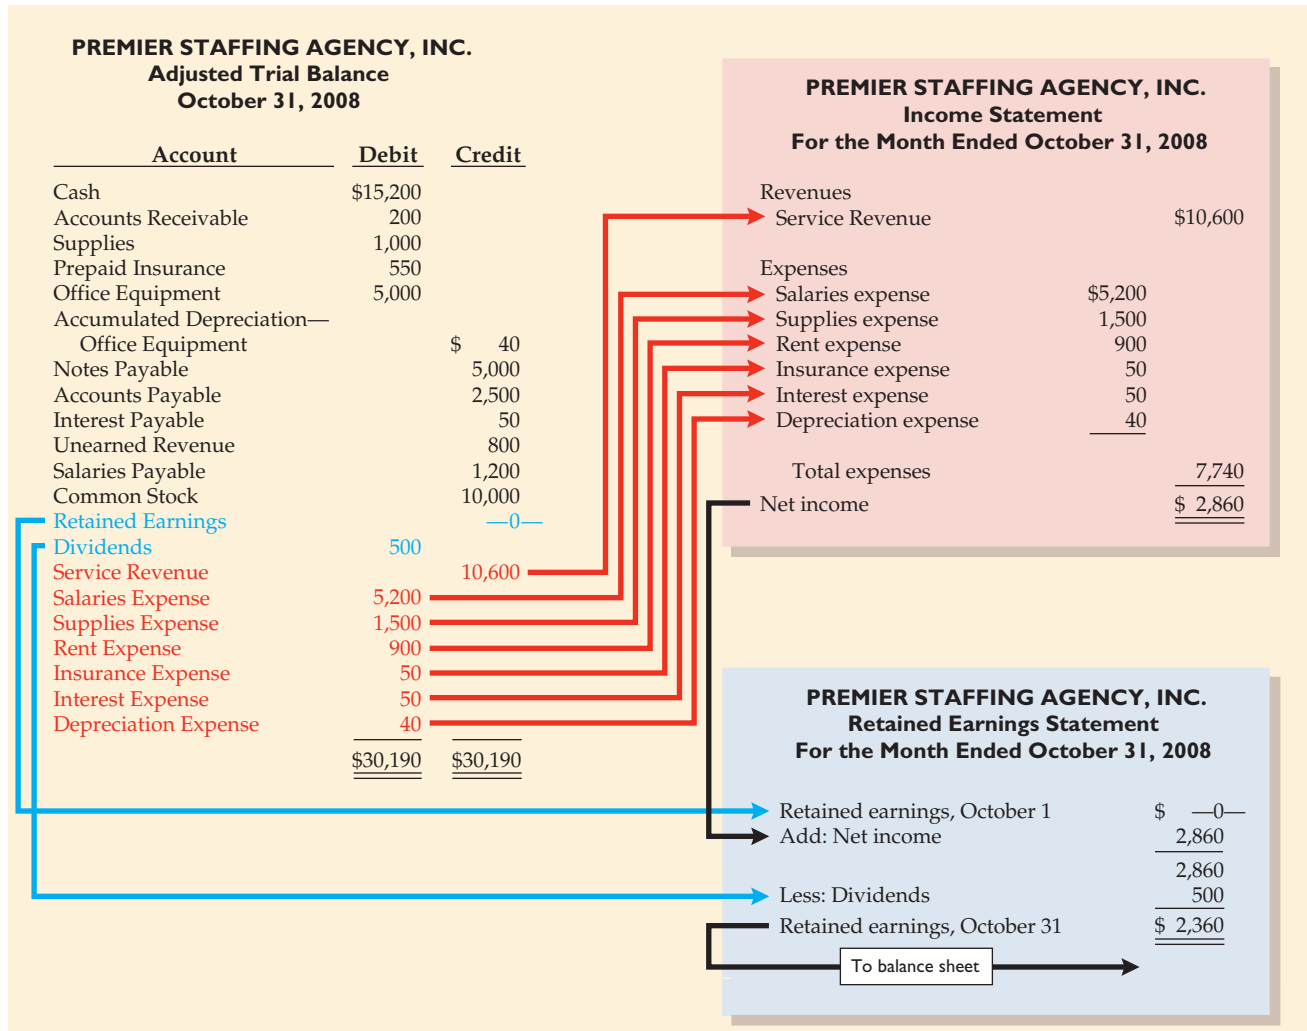 PREMIER STAFFING AGENCY, INC.
Adjusted Trial Balance
October 31, 2008
Account Debit Credit
Cash $15,200
Accounts Receivable 200
Supplies 1,000
Prepaid Insurance 550
Office Equipment 5,000
Accumulated Depreciation—
Office Equipment $ 40
Notes Payable 5,000
Accounts Payable 2,500
Interest Payable 50
Unearned Revenue 800
Salaries Payable 1,200
Common Stock 10,000
Retained Earnings —0—
Dividends 500
Service Revenue 10,600
Salaries Expense 5,200
Supplies Expense 1,500
Rent Expense 900
Insurance Expense 50
Interest Expense 50
Depreciation Expense 40
$30,190 $30,190
PREMIER STAFFING AGENCY, INC.
Income Statement
For the Month Ended October 31, 2008
Revenues
Service Revenue $10,600
Expenses
Salaries expense $5,200
Supplies expense 1,500
Rent expense 900
Insurance expense 50
Interest expense 50
Depreciation expense 40
Total expenses 7,740
Net income $ 2,860
PREMIER STAFFING AGENCY, INC.
Retained Earnings Statement
For the Month Ended October 31, 2008
Retained earnings, October 1 $ —0—
Add: Net income 2,860
2,860
Less: Dividends 500
Retained earnings, October 31 $ 2,360
To balance sheet